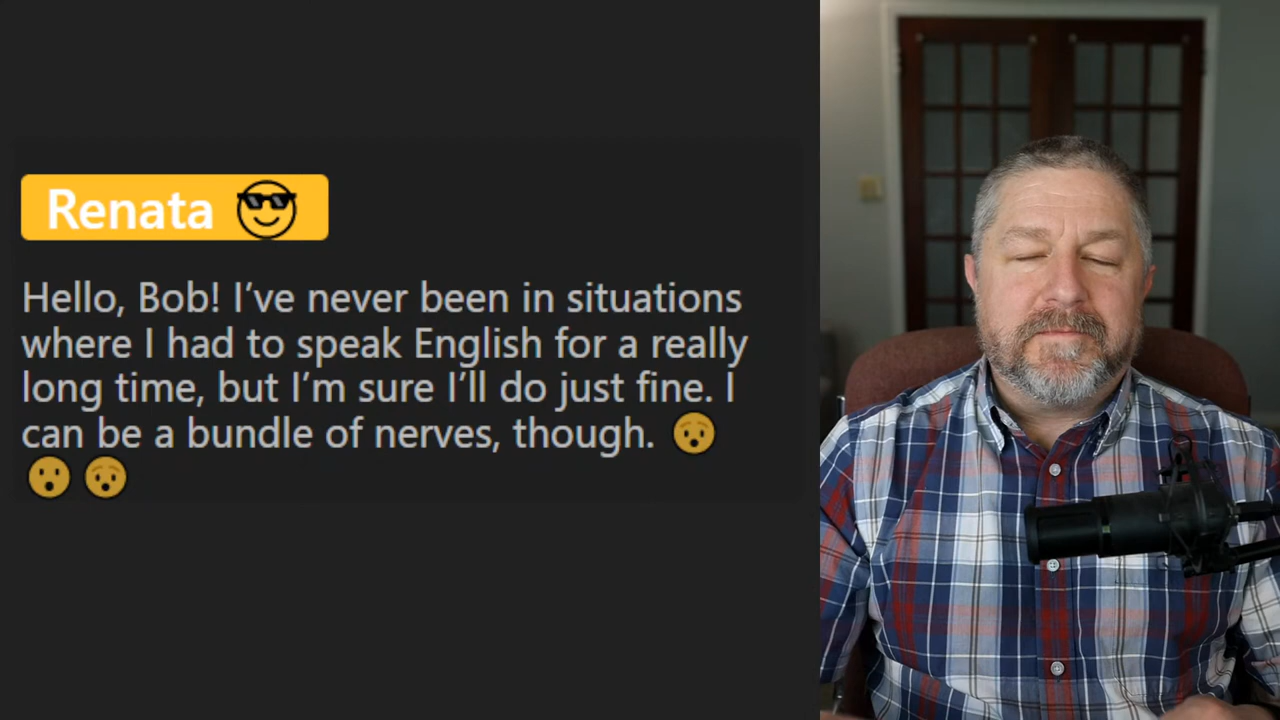 Renata 😎
Hello, Bob! I’ve never been in situations
where I had to speak English for a really
long time, but I’m sure I’ll do just fine. I
can be a bundle of nerves, though. 😯
😯 😯